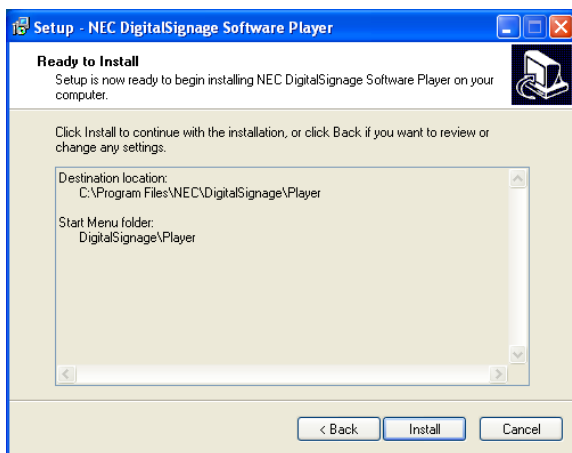 Setup - NEC DigitalSignage Software Player
Ready to Install
Setup is now ready to begin installing NEC DigitalSignage Software Player on your
computer.
Click Install to continue with the installation, or click Back if you want to review or
change any settings.
Destination location:
C:\Program Files\NEC\DigitalSignage\Player
Start Menu folder:
DigitalSignage\Player
< Back
Install
Cancel